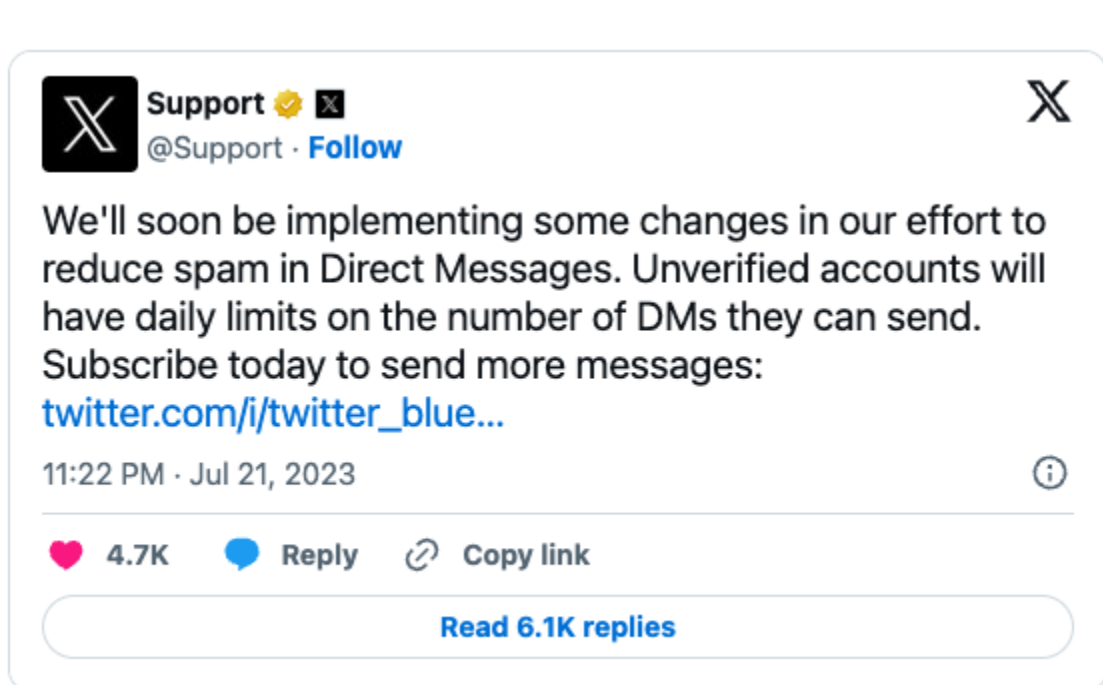 Support
@Support · Follow
We'll soon be implementing some changes in our effort to
reduce spam in Direct Messages. Unverified accounts will
have daily limits on the number of DMs they can send.
Subscribe today to send more messages:
twitter.com/i/twitter_blue...
11:22 PM · Jul 21, 2023
4.7K Reply Copy link
Read 6.1K replies